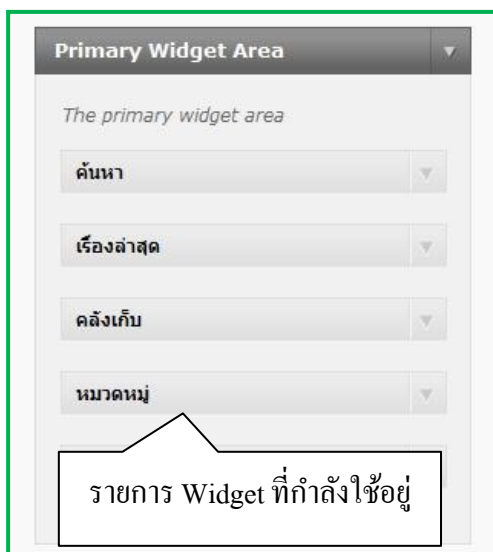 Primary Widget Area
The primary widget area
ค้นหา
เรื่องล่าสุด
คลังเก็บ
หมวดหมู่
รายการ Widget ที่กำลังใช้อยู่